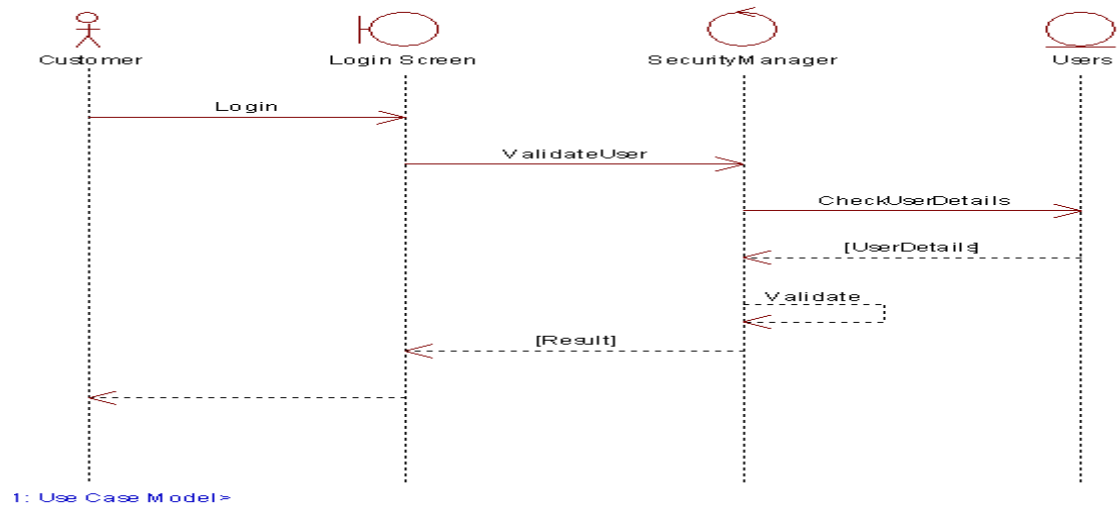 Customer
Login Screen
SecurityManager
Users
Login
ValidateUser
CheckUserDetails
[UserDetails]
Validate
[Result]
1: Use Case Model>